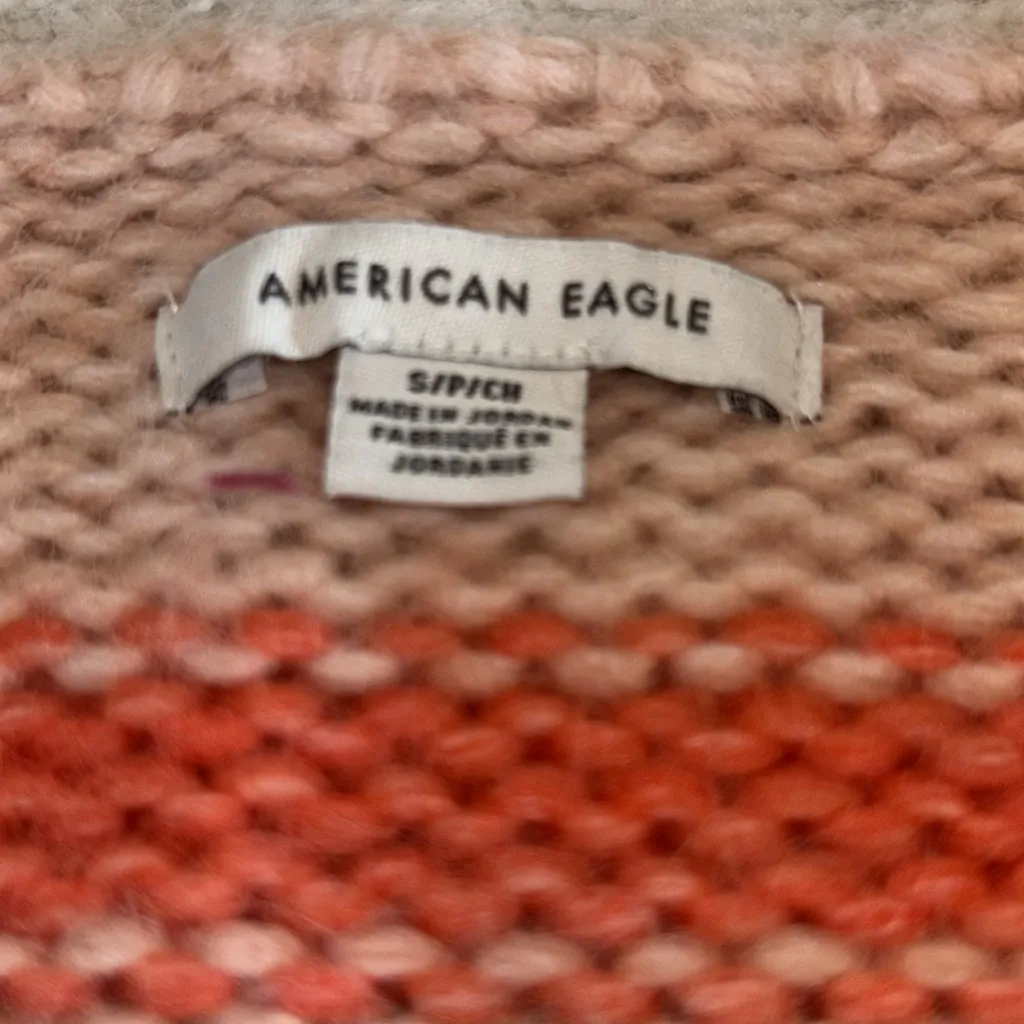 AMERICAN EAGLE
S/P/CH
MADE IN JORDAN
FABRIQUÉ EN
JORDANIE